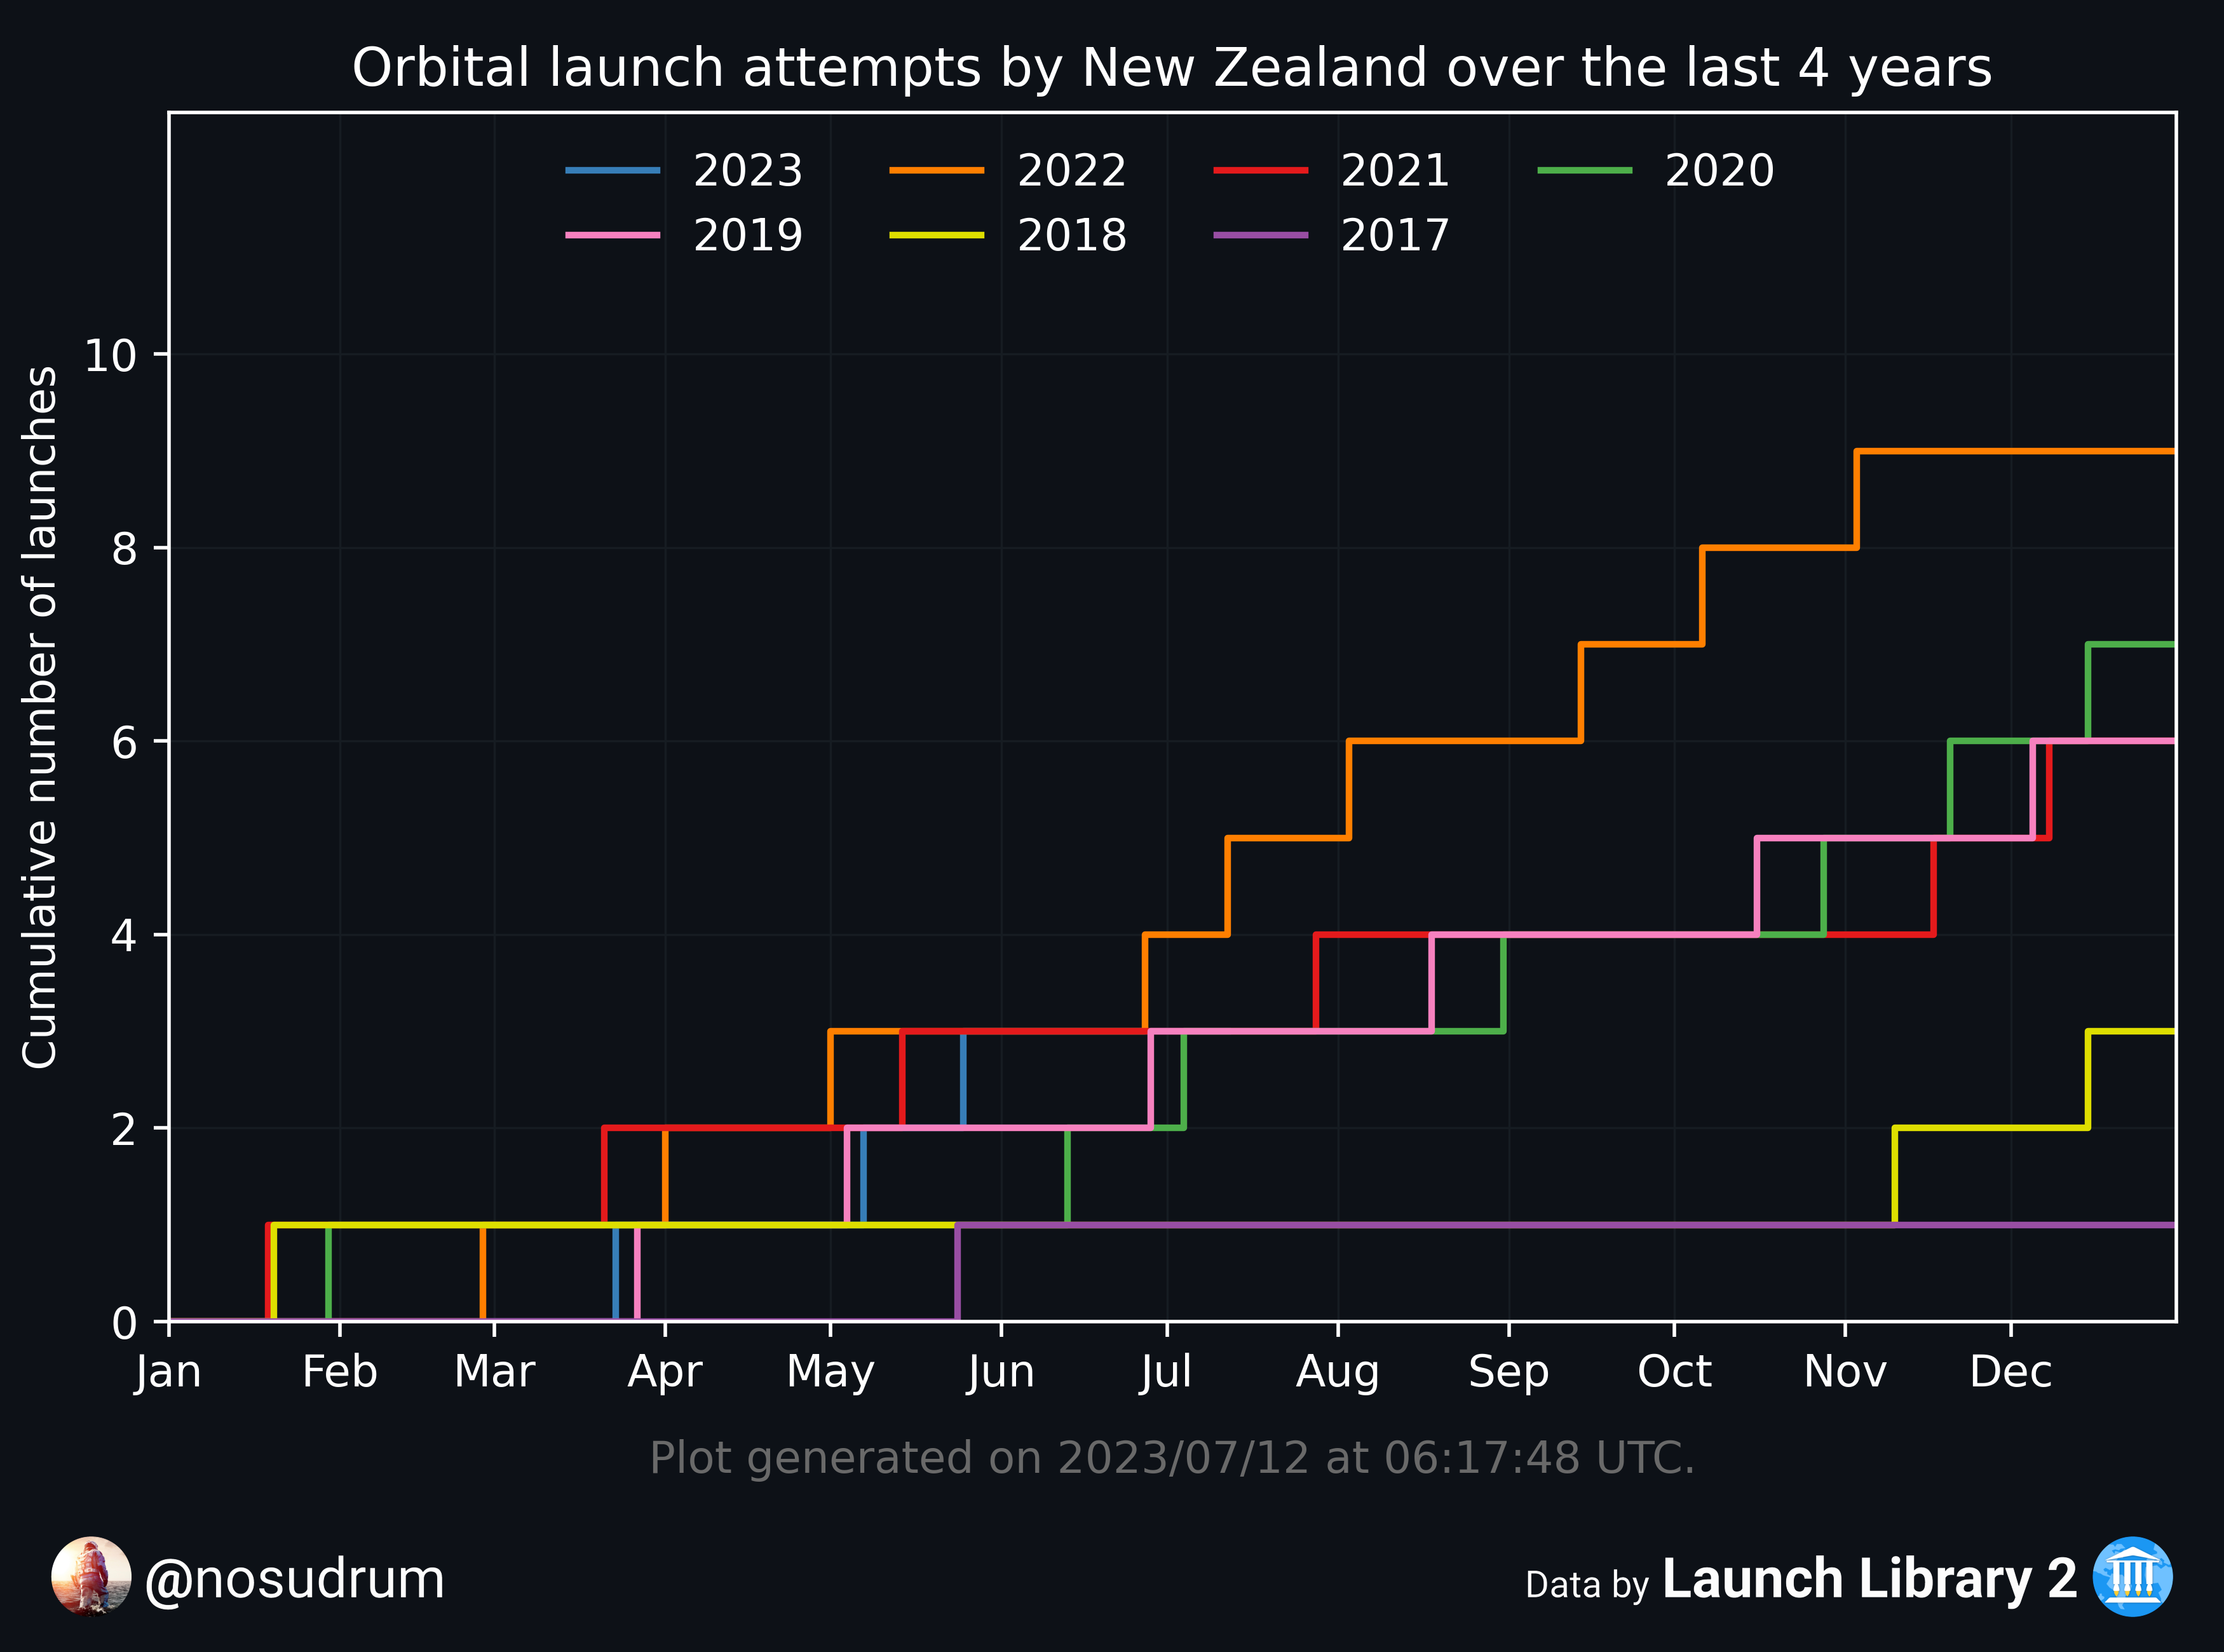 Orbital launch attempts by New Zealand over the last 4 years
2023 2022 2021 2020
2019 2018 2017
Cumulative number of launches
10
8
6
4
2
0
Jan Feb Mar Apr May Jun Jul Aug Sep Oct Nov Dec
Plot generated on 2023/07/12 at 06:17:48 UTC.
@nosudrum
Data by Launch Library 2